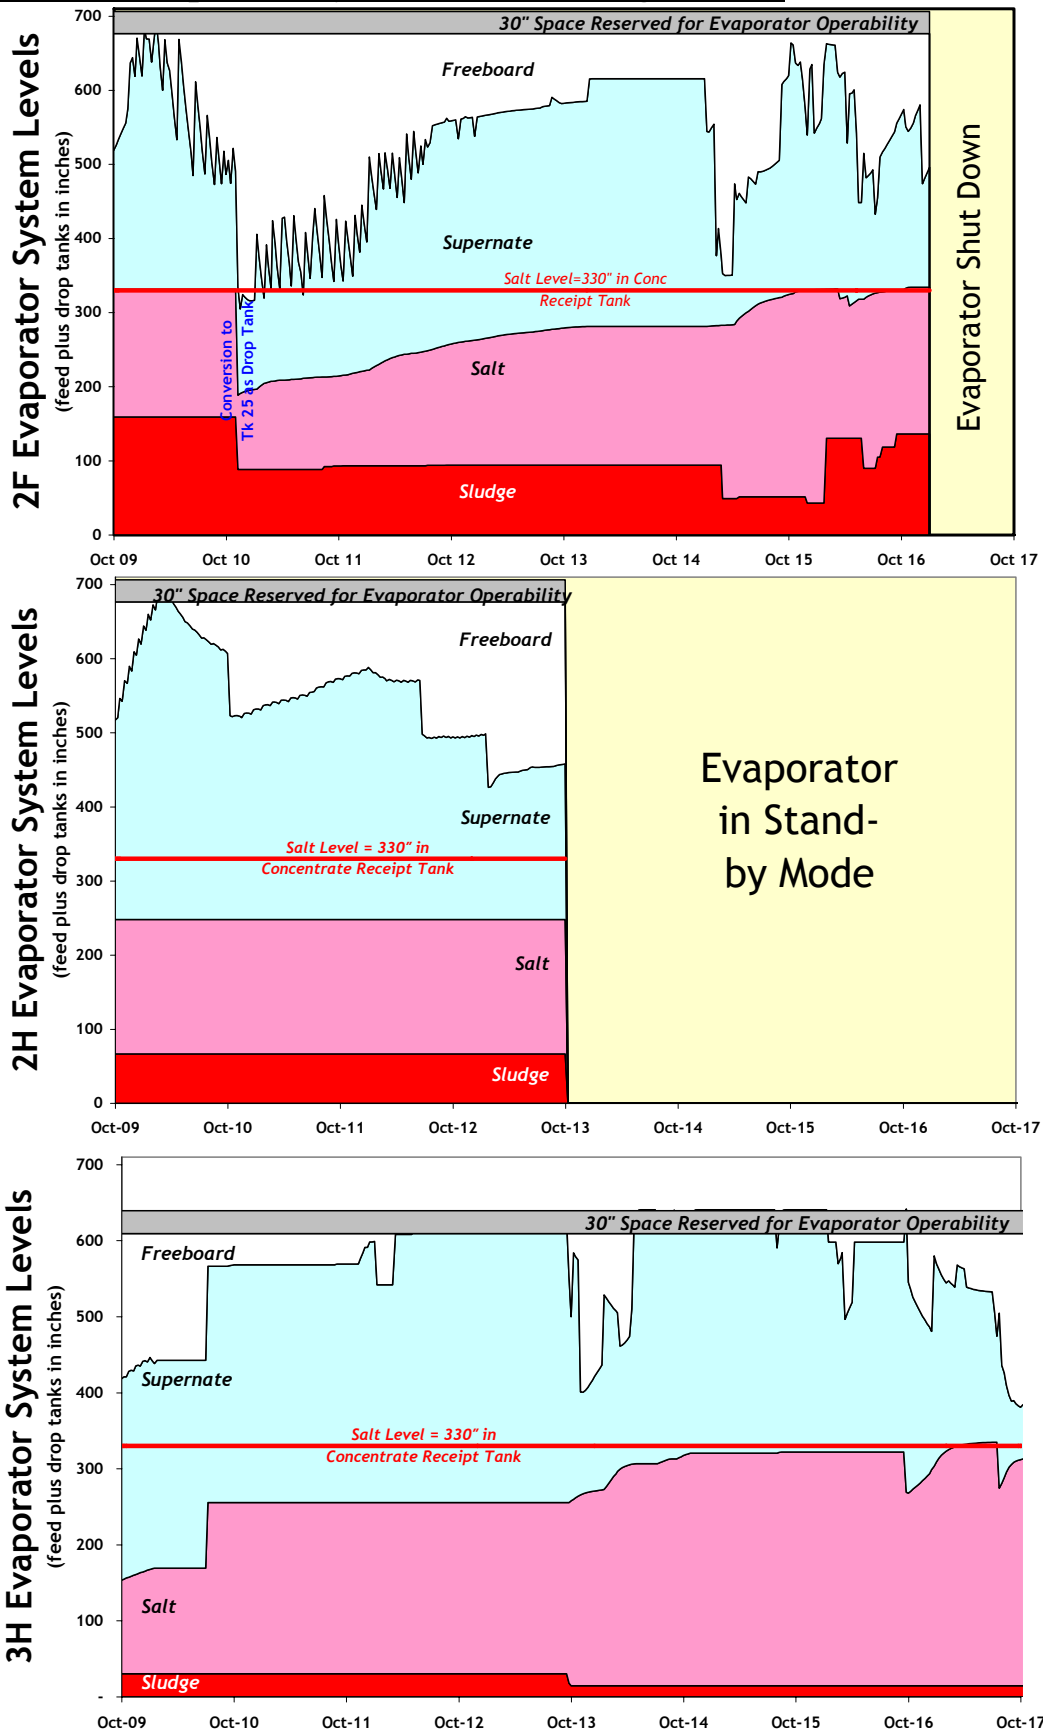 2F Evaporator System Levels
(feed plus drop tanks in inches)
700
600
500
400
300
200
100
0
30" Space Reserved for Evaporator Operability
Freeboard
Supernate
Salt Level=330" in Conc
Receipt Tank
Conversion to
Tk 25 as Drop Tank
Salt
Sludge
Evaporator Shut Down
Oct 09 Oct 10 Oct 11 Oct 12 Oct 13 Oct 14 Oct 15 Oct 16 Oct 17
2H Evaporator System Levels
(feed plus drop tanks in inches)
700
600
500
400
300
200
100
0
30" Space Reserved for Evaporator Operability
Freeboard
Supernate
Salt Level = 330" in
Concentrate Receipt Tank
Salt
Sludge
Evaporator
in Stand-
by Mode
Oct-09 Oct-10 Oct-11 Oct-12 Oct-13 Oct-14 Oct-15 Oct-16 Oct-17
3H Evaporator System Levels
(feed plus drop tanks in inches)
700
600
500
400
300
200
100
-
30" Space Reserved for Evaporator Operability
Freeboard
Supernate
Salt Level = 330" in
Concentrate Receipt Tank
Salt
Sludge
Oct-09 Oct-10 Oct-11 Oct-12 Oct-13 Oct-14 Oct-15 Oct-16 Oct-17